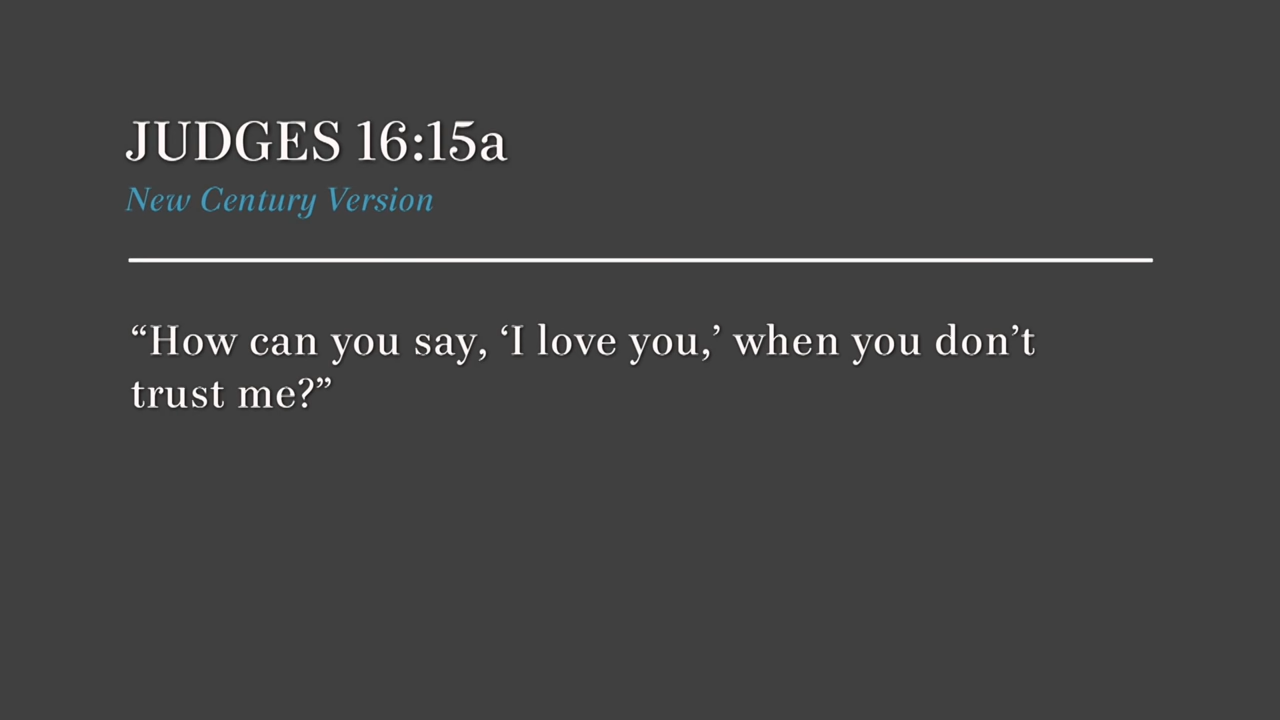 JUDGES 16:15a
New Century Version
“How can you say, ‘I love you,’ when you don’t
trust me?”